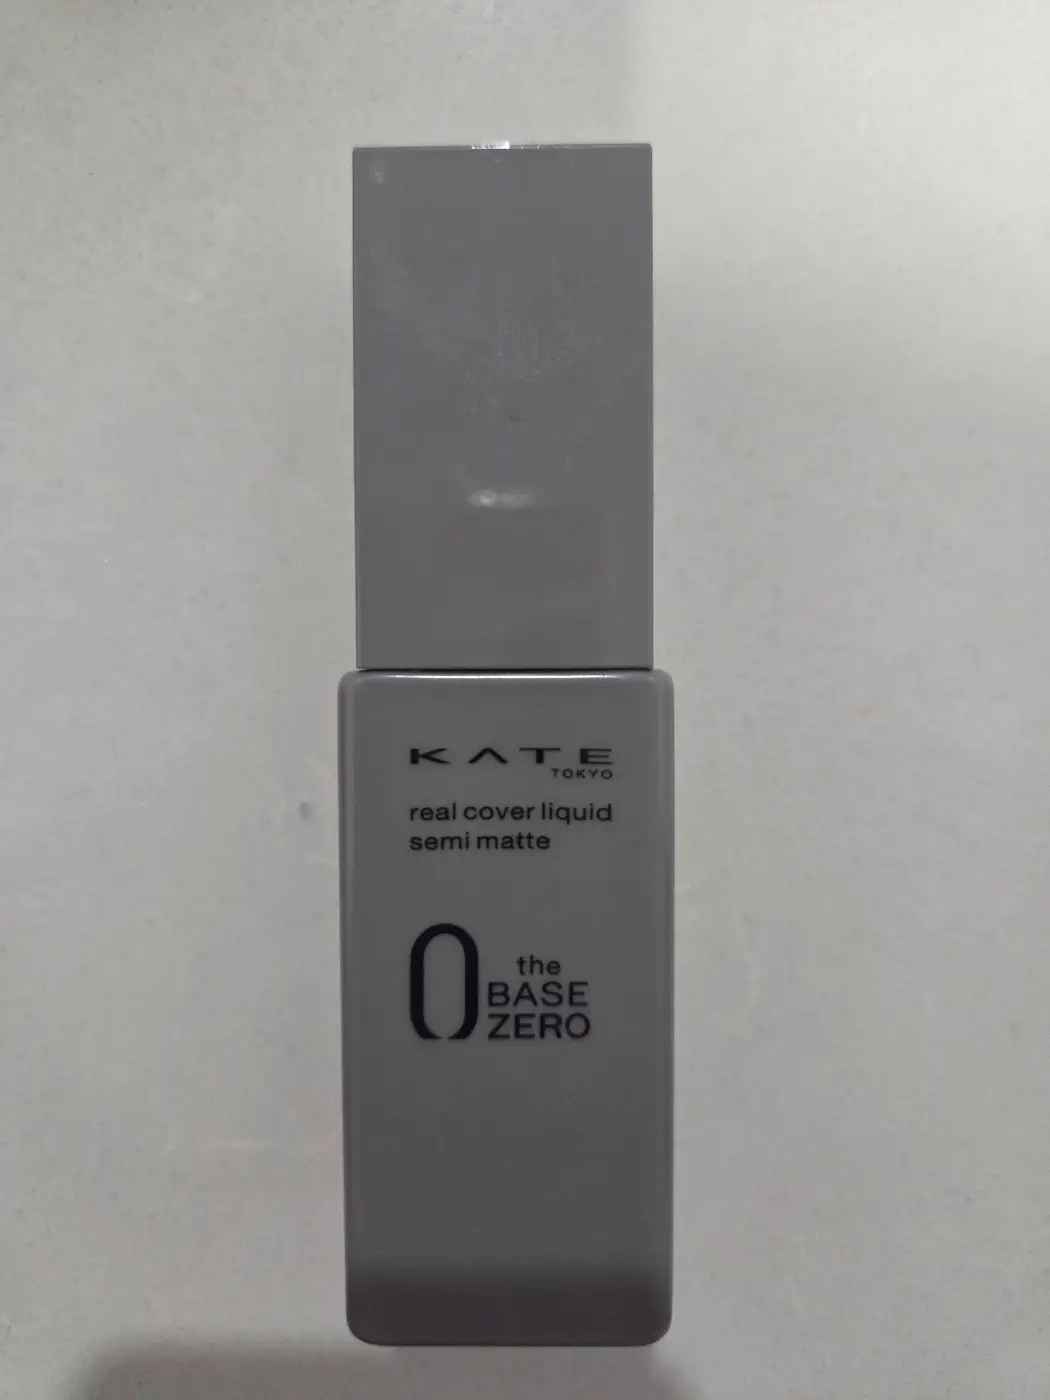 KATE
TOKYO
real cover liquid
semi matte
0 the
BASE
ZERO